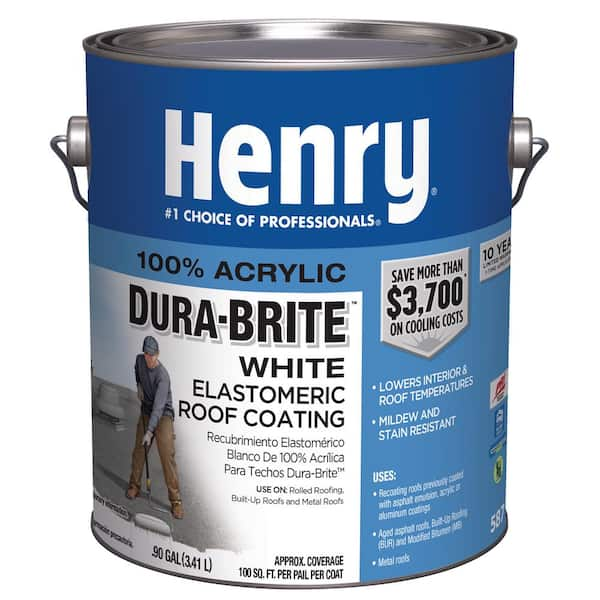 Henry®
#1 CHOICE OF PROFESSIONALS®
100% ACRYLIC
DURA-BRITE™
WHITE
ELASTOMERIC
ROOF COATING
Recubrimiento Elastomérico
Blanco De 100% Acrílica
Para Techos Dura-Brite™
USE ON: Rolled Roofing,
Built-Up Roofs and Metal Roofs
.90 GAL (3.41 L)
APPROX. COVERAGE
100 SQ. FT. PER PAIL PER COAT
SAVE MORE THAN
$3,700*
ON COOLING COSTS
10 YEA
• LOWERS INTERIOR &
ROOF TEMPERATURES
• MILDEW AND
STAIN RESISTANT
USES:
• Recoating roofs previously coated
with asphalt emulsion, acrylic or
aluminum coatings
• Aged asphalt roofs, Built-Up Roofing
(BUR) and Modified Bitumen (MB)
• Metal roofs
587